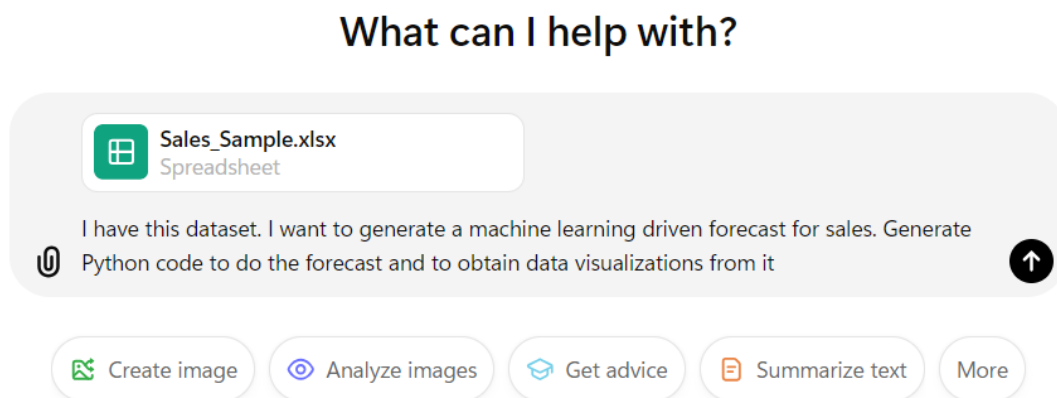 What can I help with?
Sales_Sample.xlsx
Spreadsheet
I have this dataset. I want to generate a machine learning driven forecast for sales. Generate
Python code to do the forecast and to obtain data visualizations from it
Create image
Analyze images
Get advice
Summarize text
More